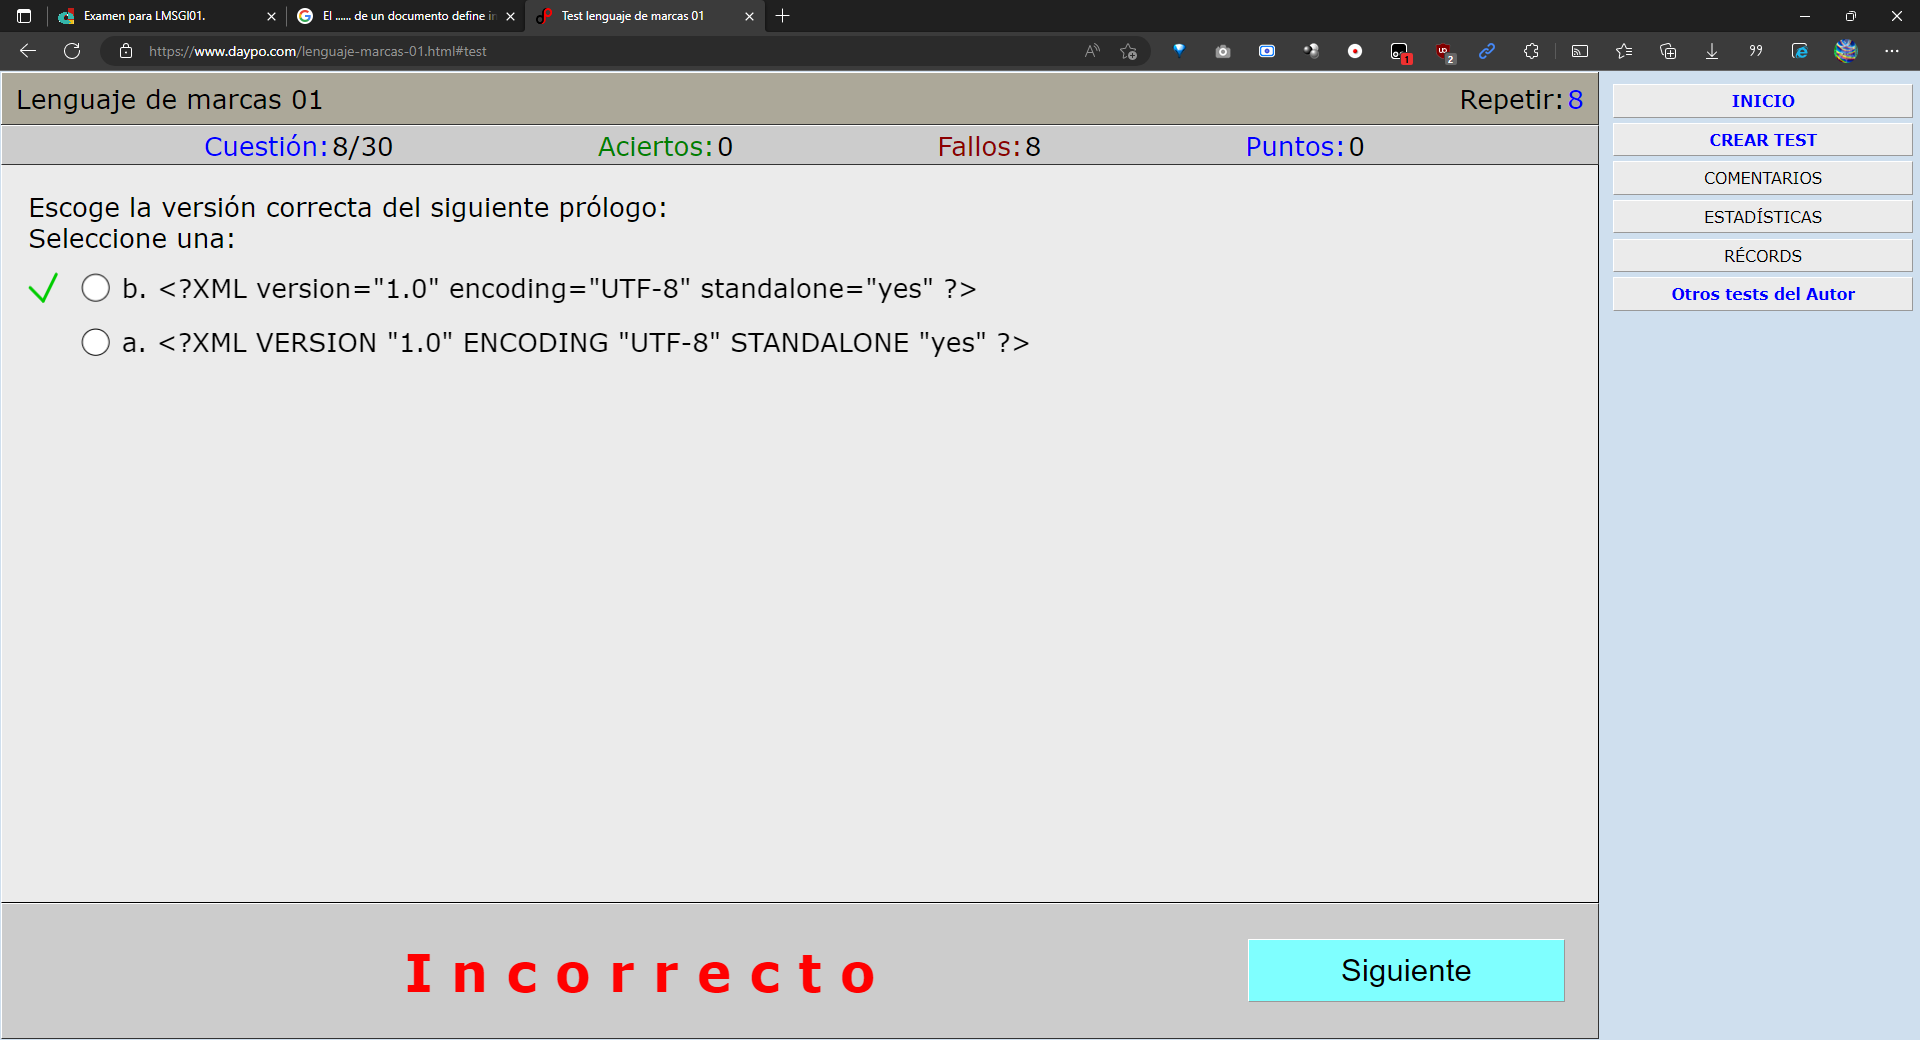 Examen para LMSGI01.
El ...... de un documento define in
Test lenguaje de marcas 01
https://www.daypo.com/lenguaje-marcas-01.html#test
1
2
Lenguaje de marcas 01
Repetir: 8
Cuestión: 8/30
Aciertos: 0
Fallos: 8
Puntos: 0
Escoge la versión correcta del siguiente prólogo:
Seleccione una:
b. <?XML version="1.0" encoding="UTF-8" standalone="yes" ?>
a. <?XML VERSION "1.0" ENCODING "UTF-8" STANDALONE "yes" ?>
Incorrecto
Siguiente
INICIO
CREAR TEST
COMENTARIOS
ESTADÍSTICAS
RÉCORDS
Otros tests del Autor